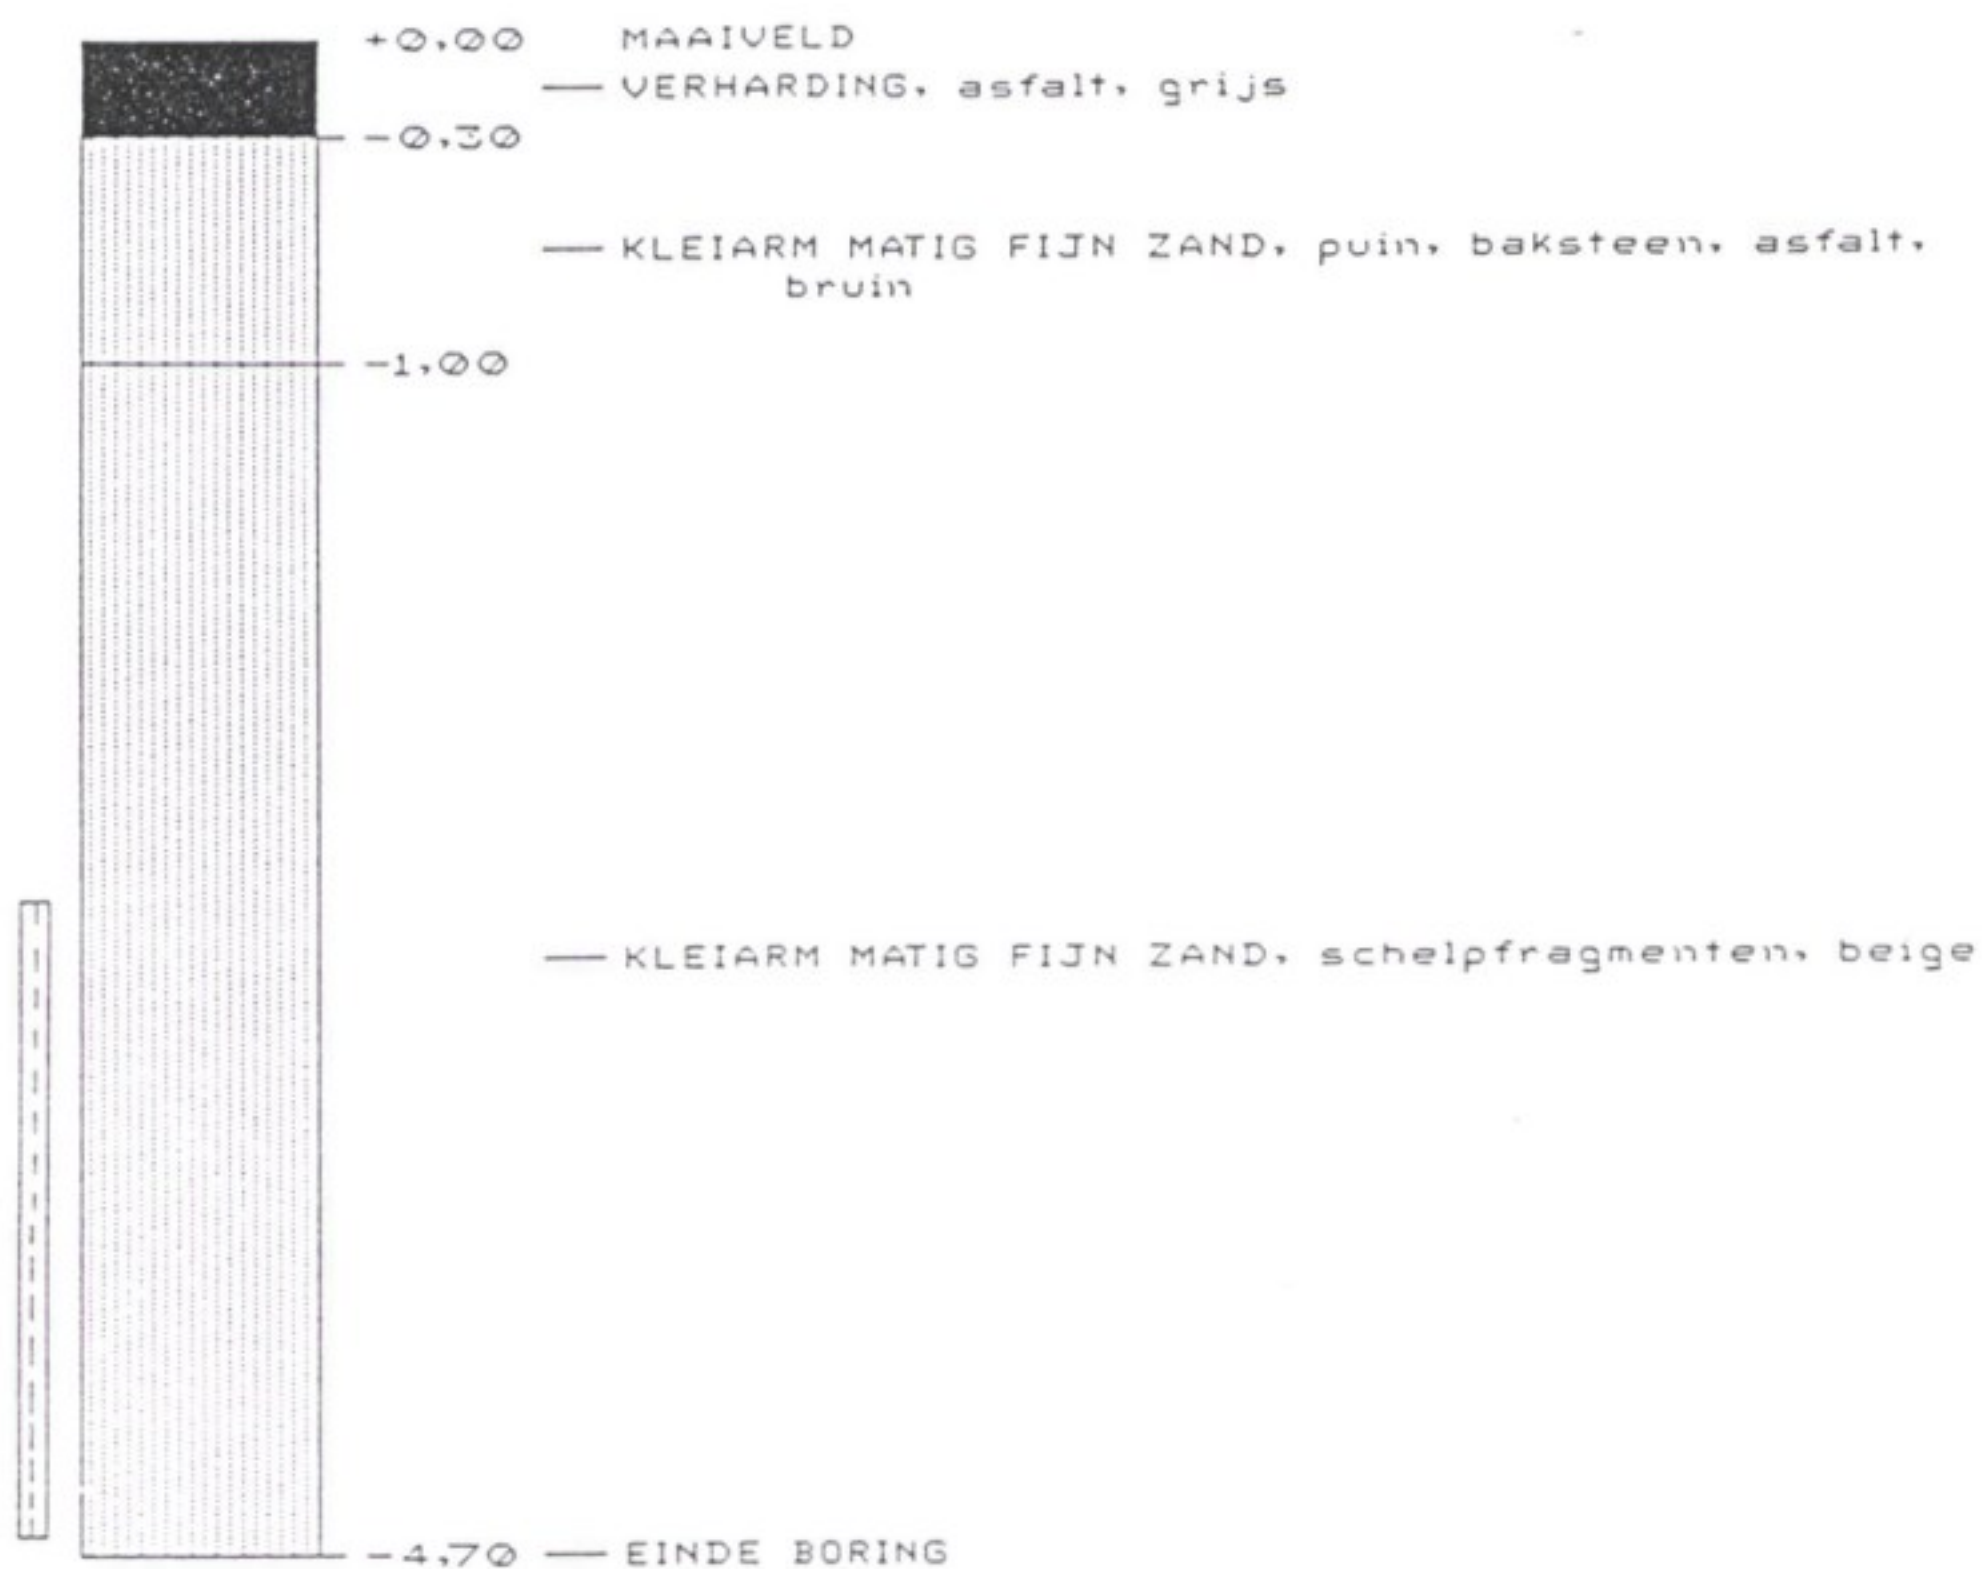 +0,00 MAAIVELD
VERHARDING, asfalt, grijs
-0,30
KLEIARM MATIG FIJN ZAND, puin, baksteen, asfalt,
bruin
-1,00
KLEIARM MATIG FIJN ZAND, schelpfragmenten, beige
-4,70 EINDE BORING